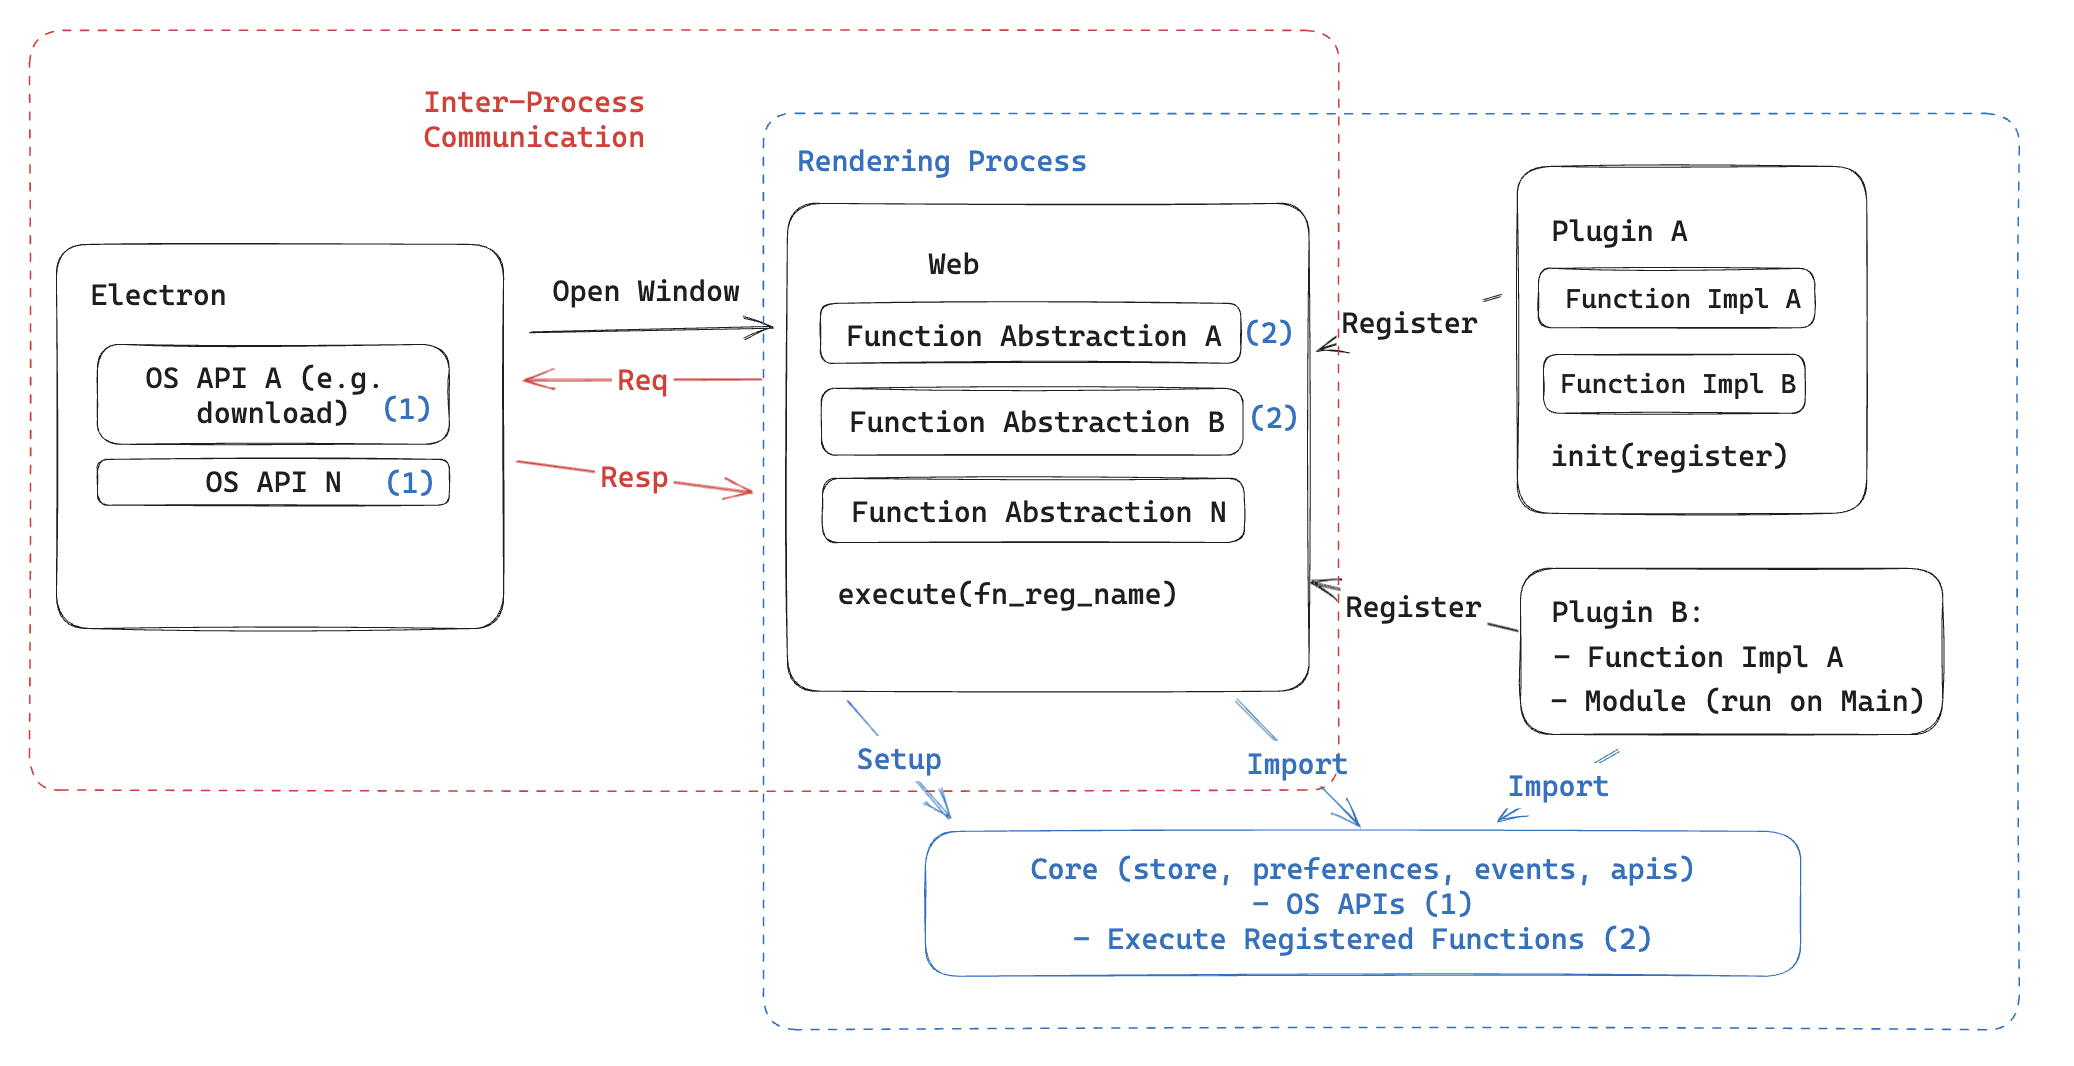 Inter-Process
Communication
Rendering Process
Electron
OS API A (e.g.
download) (1)
OS API N (1)
Open Window
Req
Resp
Web
Function Abstraction A (2)
Function Abstraction B (2)
Function Abstraction N
execute(fn_reg_name)
Register
Register
Plugin A
Function Impl A
Function Impl B
init(register)
Plugin B:
- Function Impl A
- Module (run on Main)
Setup
Import
Import
Core (store, preferences, events, apis)
- OS APIs (1)
- Execute Registered Functions (2)